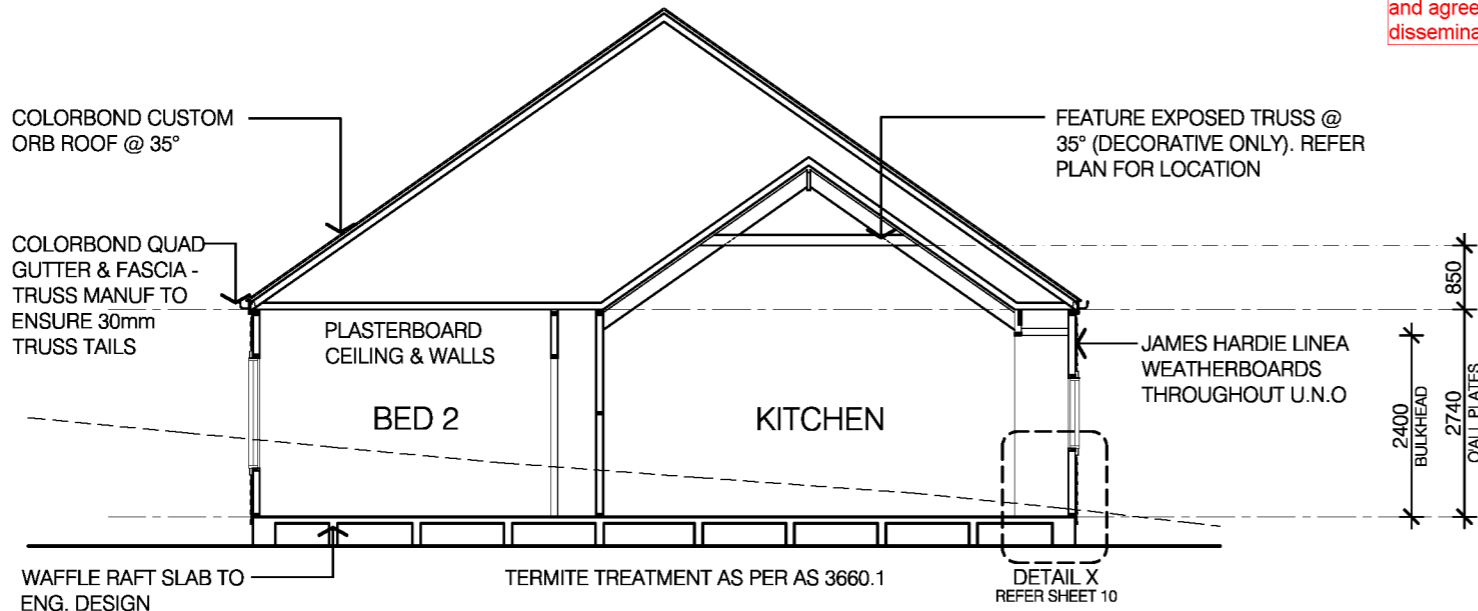 and agree
dissemina
COLORBOND CUSTOM
ORB ROOF @ 35°
FEATURE EXPOSED TRUSS @
35° (DECORATIVE ONLY). REFER
PLAN FOR LOCATION
COLORBOND QUAD
GUTTER & FASCIA -
TRUSS MANUF TO
ENSURE 30mm
TRUSS TAILS
PLASTERBOARD
CEILING & WALLS
JAMES HARDIE LINEA
WEATHERBOARDS
THROUGHOUT U.N.O
BED 2
KITCHEN
850
2400
BULKHEAD
2740
O'ALL PLATES
WAFFLE RAFT SLAB TO
ENG. DESIGN
TERMITE TREATMENT AS PER AS 3660.1
DETAIL X
REFER SHEET 10